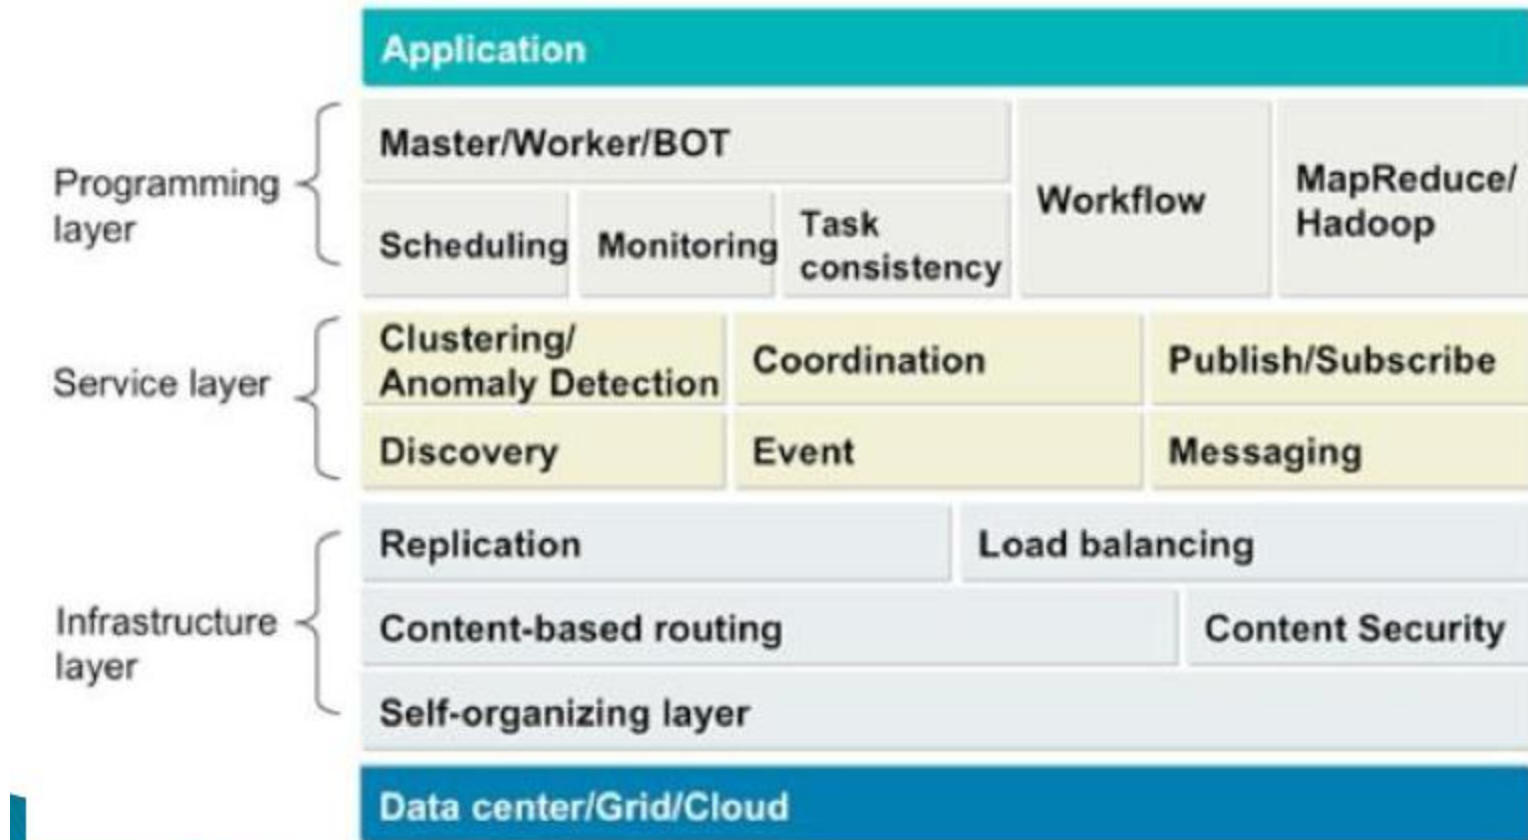 Application
Programming
layer
Master/Worker/BOT
Scheduling
Monitoring
Task
consistency
Workflow
MapReduce/
Hadoop
Service layer
Clustering/
Anomaly Detection
Coordination
Publish/Subscribe
Discovery
Event
Messaging
Infrastructure
layer
Replication
Load balancing
Content-based routing
Content Security
Self-organizing layer
Data center/Grid/Cloud